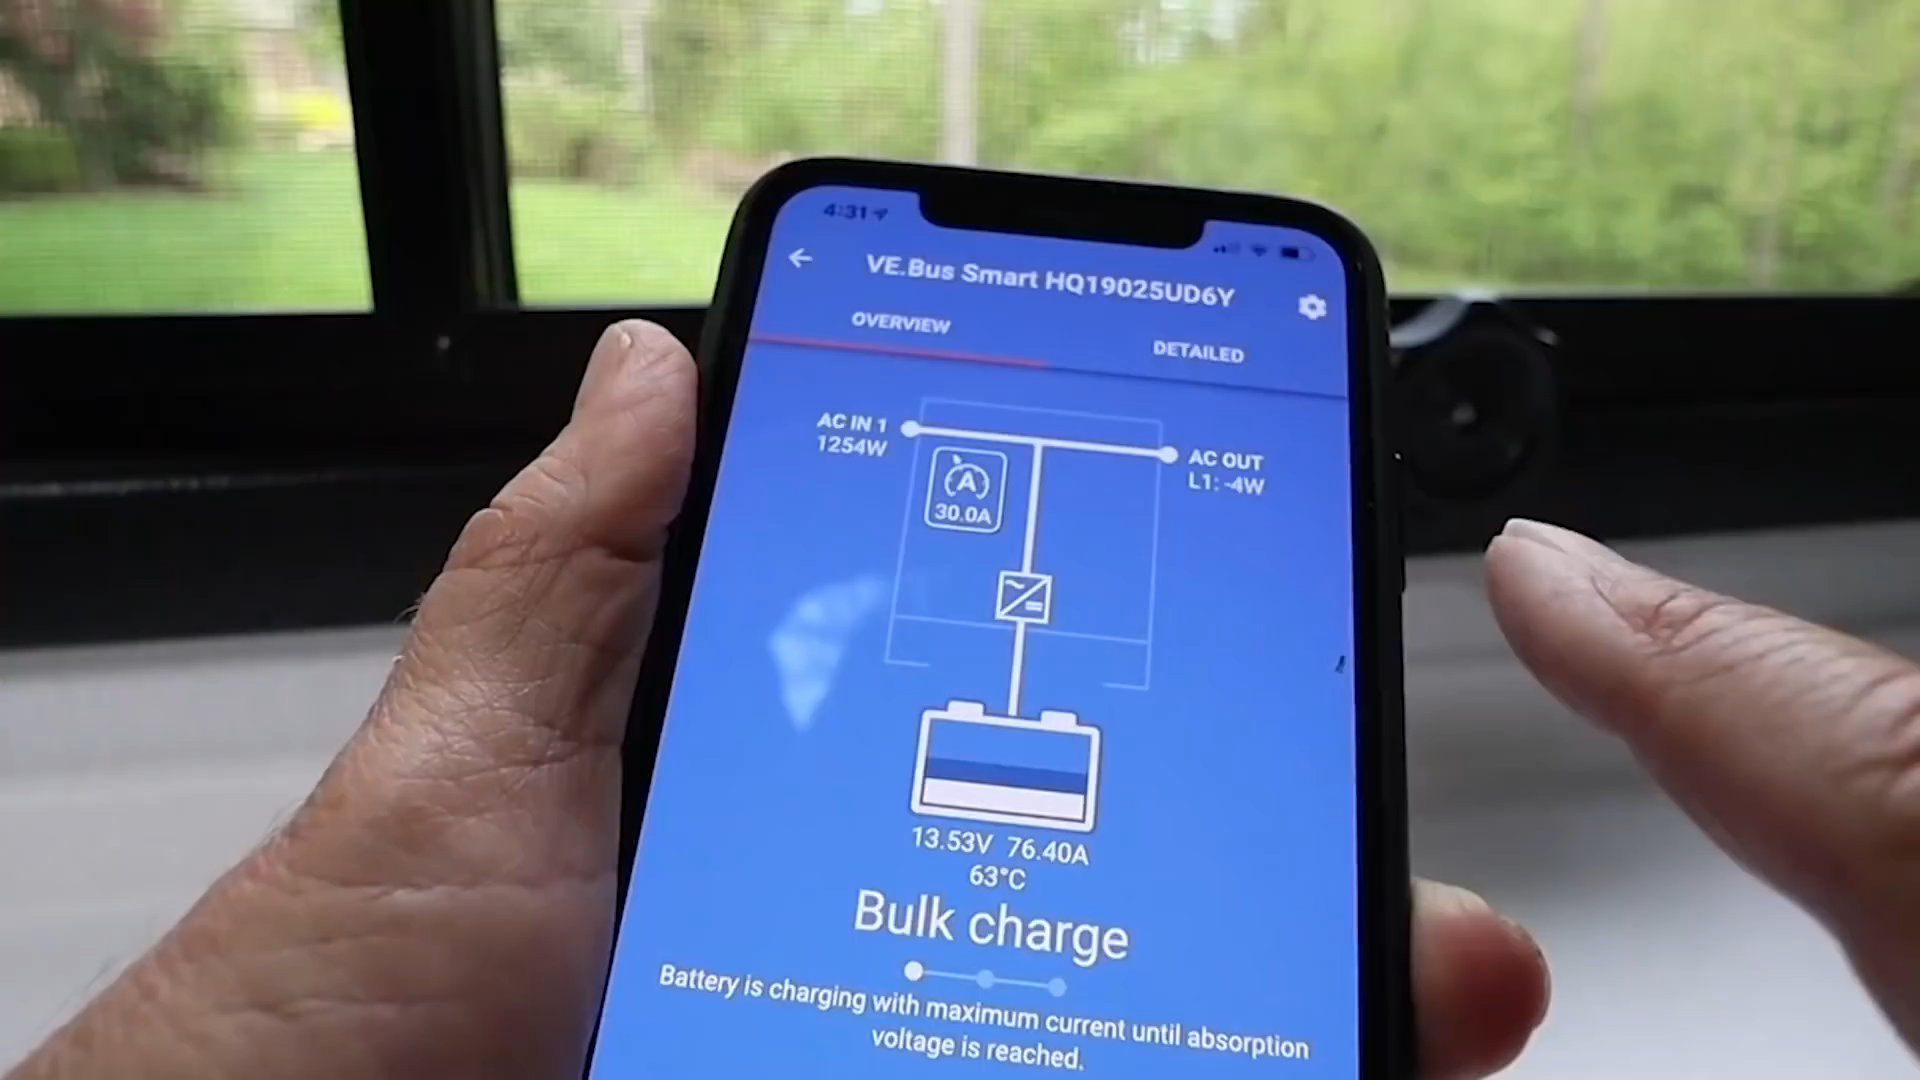 4:31
VE.Bus Smart HQ19025UD6Y
OVERVIEW
DETAILED
AC IN 1
1254W
A
30.0A
AC OUT
L1: -4W
13.53V 76.40A
63°C
Bulk charge
Battery is charging with maximum current until absorption
voltage is reached.